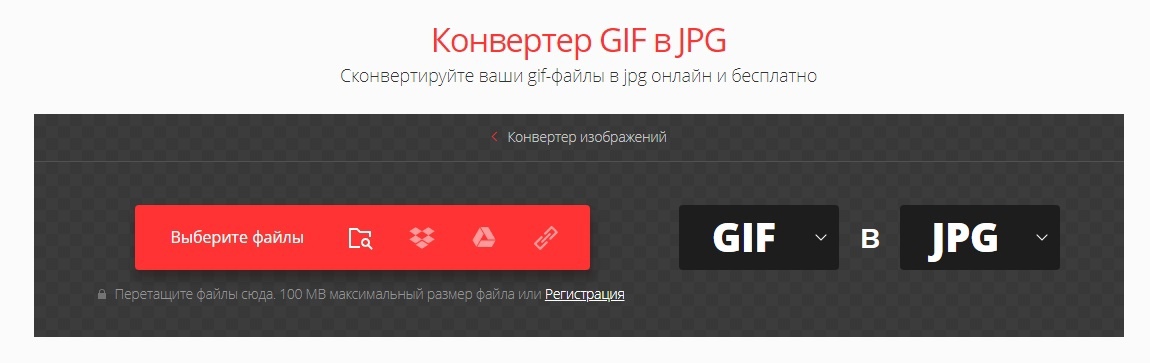 Конвертер GIF в JPG
Сконвертируйте ваши gif-файлы в jpg онлайн и бесплатно
Конвертер изображений
Выберите файлы
GIF в JPG
Перетащите файлы сюда. 100 MB максимальный размер файла или Регистрация